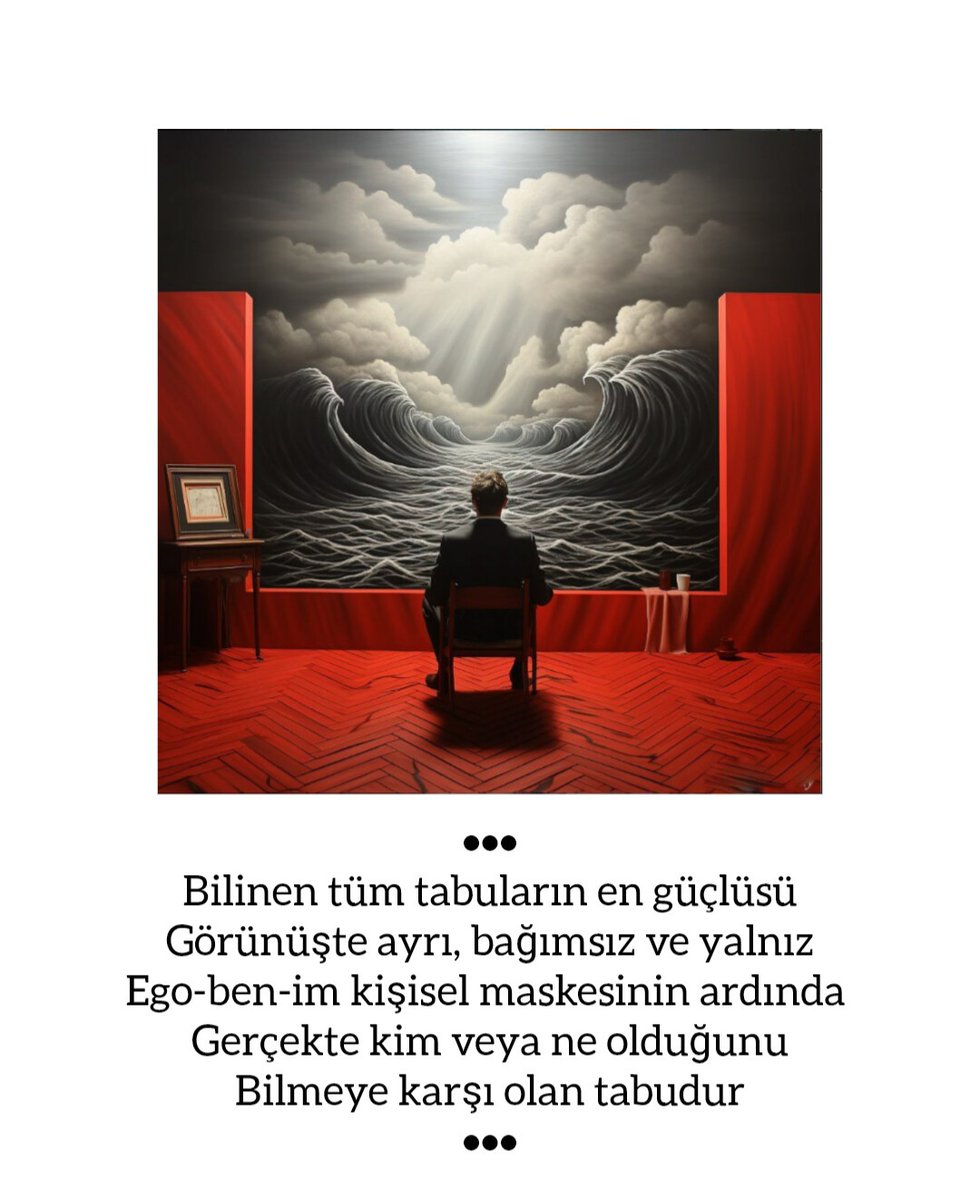 •••
Bilinen tüm tabuların en güçlüsü
Görünüşte ayrı, bağımsız ve yalnız
Ego-ben-im kişisel maskesinin ardında
Gerçekte kim veya ne olduğunu
Bilmeye karşı olan tabudur
•••